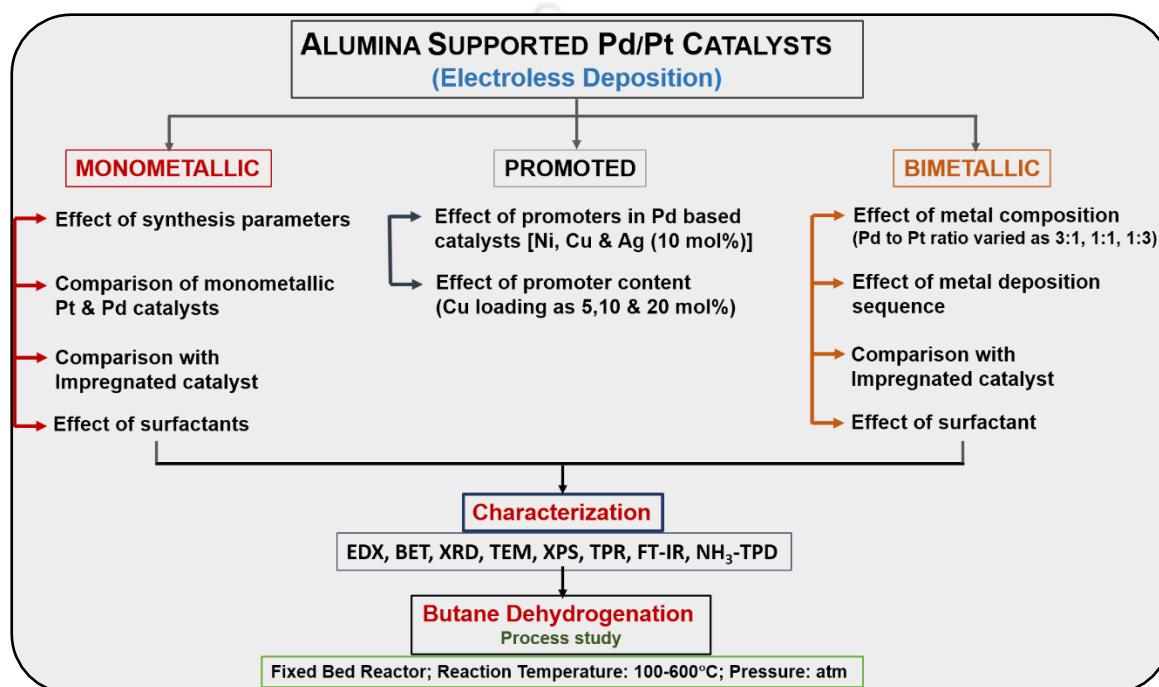 ALUMINA SUPPORTED Pd/Pt CATALYSTS
(Electroless Deposition)
MONOMETALLIC
Effect of synthesis parameters
Comparison of monometallic
Pt & Pd catalysts
Comparison with
Impregnated catalyst
Effect of surfactants
PROMOTED
Effect of promoters in Pd based
catalysts [Ni, Cu & Ag (10 mol%)]
Effect of promoter content
(Cu loading as 5,10 & 20 mol%)
BIMETALLIC
Effect of metal composition
(Pd to Pt ratio varied as 3:1, 1:1, 1:3)
Effect of metal deposition
sequence
Comparison with
Impregnated catalyst
Effect of surfactant
Characterization
EDX, BET, XRD, TEM, XPS, TPR, FT-IR, NH₃-TPD
Butane Dehydrogenation
Process study
Fixed Bed Reactor; Reaction Temperature: 100-600°C; Pressure: atm